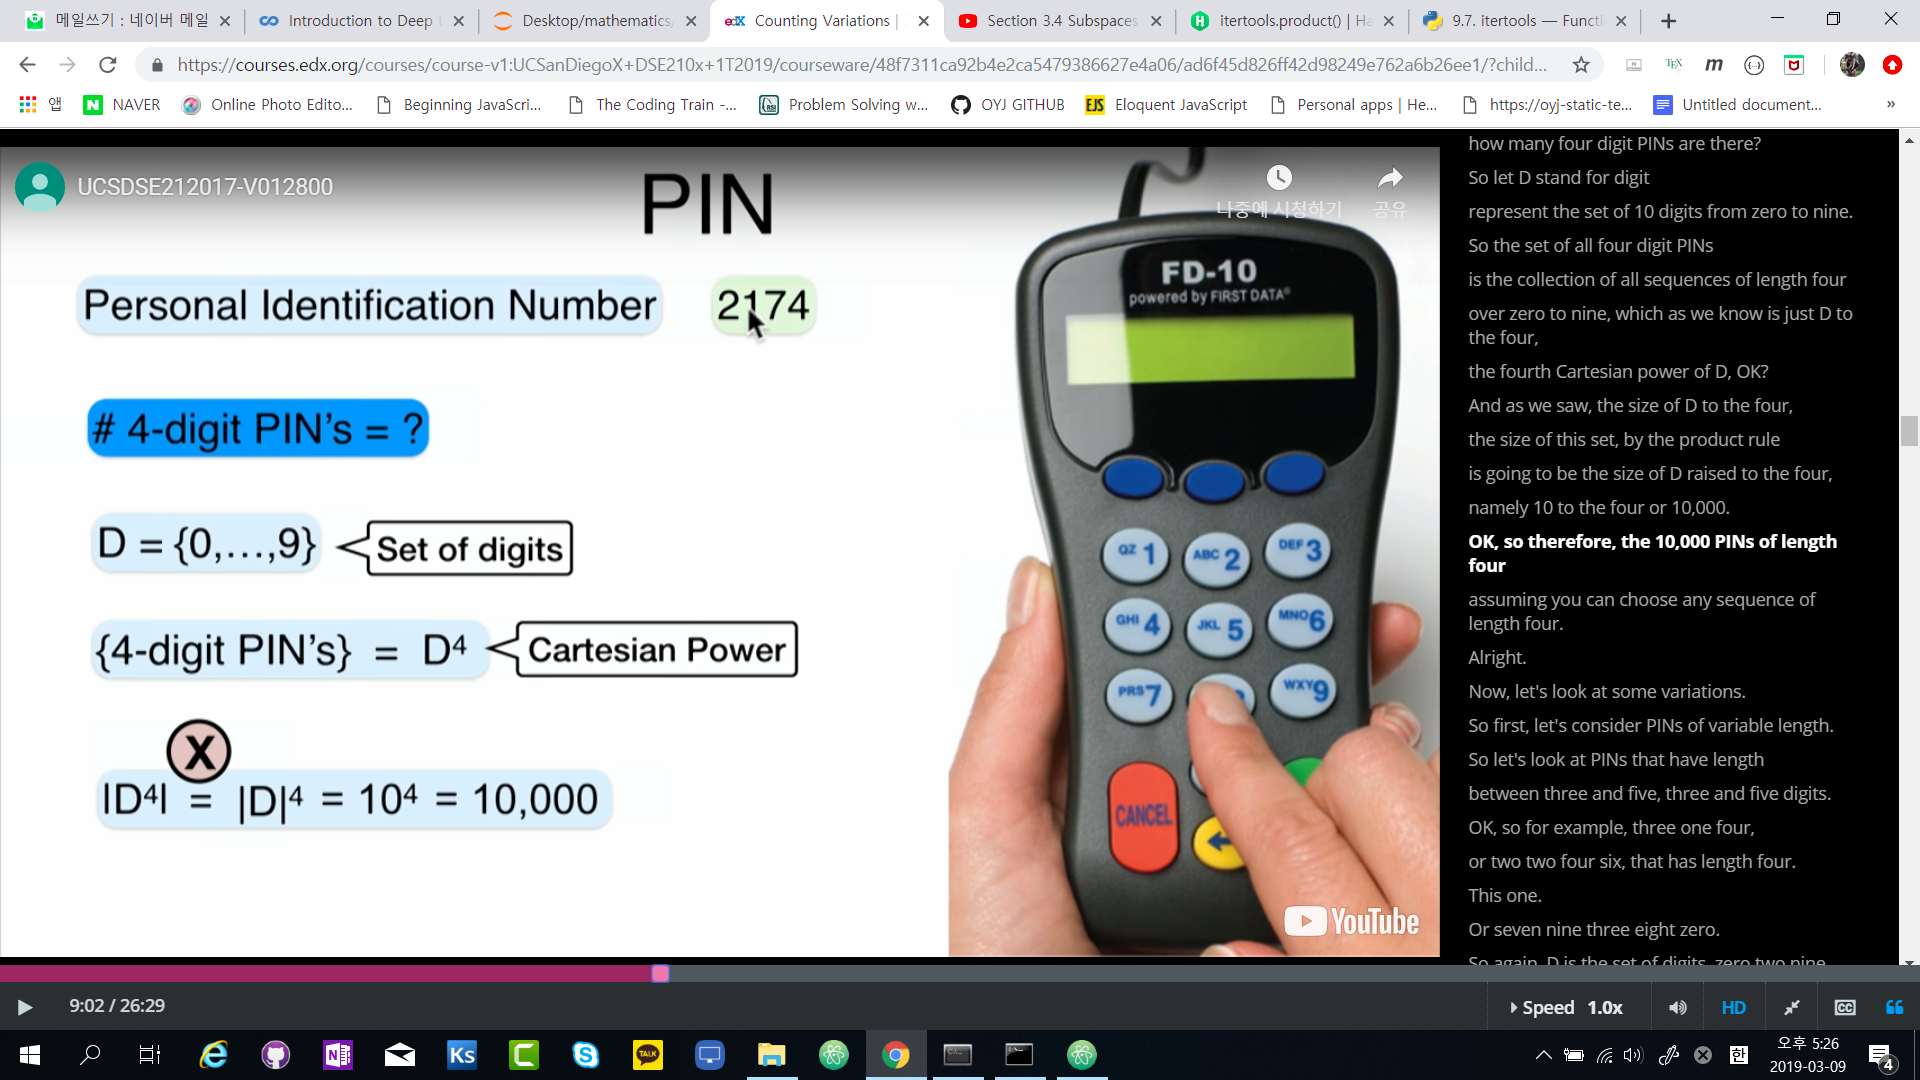 메일쓰기 : 네이버 메일
Introduction to Deep
Desktop/mathematics/
edX Counting Variations |
Section 3.4 Subspaces
itertools.product() | Ha
9.7. itertools — Functi
https://courses.edx.org/courses/course-v1:UCSanDiegoX+DSE210x+1T2019/courseware/48f7311ca92b4e2ca5479386627e4a06/ad6f45d826ff42d98249e762a6b26ee1/?child...
앱
NAVER
Online Photo Edito...
Beginning JavaScri...
The Coding Train -...
Problem Solving w...
OYJ GITHUB
EJS Eloquent JavaScript
Personal apps | He...
https://oyj-static-te...
Untitled document...
»
UCSDSE212017-V012800
PIN
나중에 시청하기
공유
Personal Identification Number
2174
# 4-digit PIN's = ?
D = {0,...,9}
Set of digits
{4-digit PIN's} = D⁴
Cartesian Power
X
|D⁴| = |D|⁴ = 10⁴ = 10,000
FD-10
powered by FIRST DATA®
QZ 1
ABC 2
DEF 3
GHI 4
JKL 5
MNO 6
PRS 7
WXY 9
CANCEL
YouTube
how many four digit PINs are there?
So let D stand for digit
represent the set of 10 digits from zero to nine.
So the set of all four digit PINs
is the collection of all sequences of length four
over zero to nine, which as we know is just D to
the four,
the fourth Cartesian power of D, OK?
And as we saw, the size of D to the four,
the size of this set, by the product rule
is going to be the size of D raised to the four,
namely 10 to the four or 10,000.
OK, so therefore, the 10,000 PINs of length
four
assuming you can choose any sequence of
length four.
Alright.
Now, let's look at some variations.
So first, let's consider PINs of variable length.
So let's look at PINs that have length
between three and five, three and five digits.
OK, so for example, three one four,
or two two four six, that has length four.
This one.
Or seven nine three eight zero.
So again, D is the set of digits, zero two nine
9:02 / 26:29
Speed 1.0x
HD
CC
Ks
TALK
한
오후 5:26
2019-03-09
4